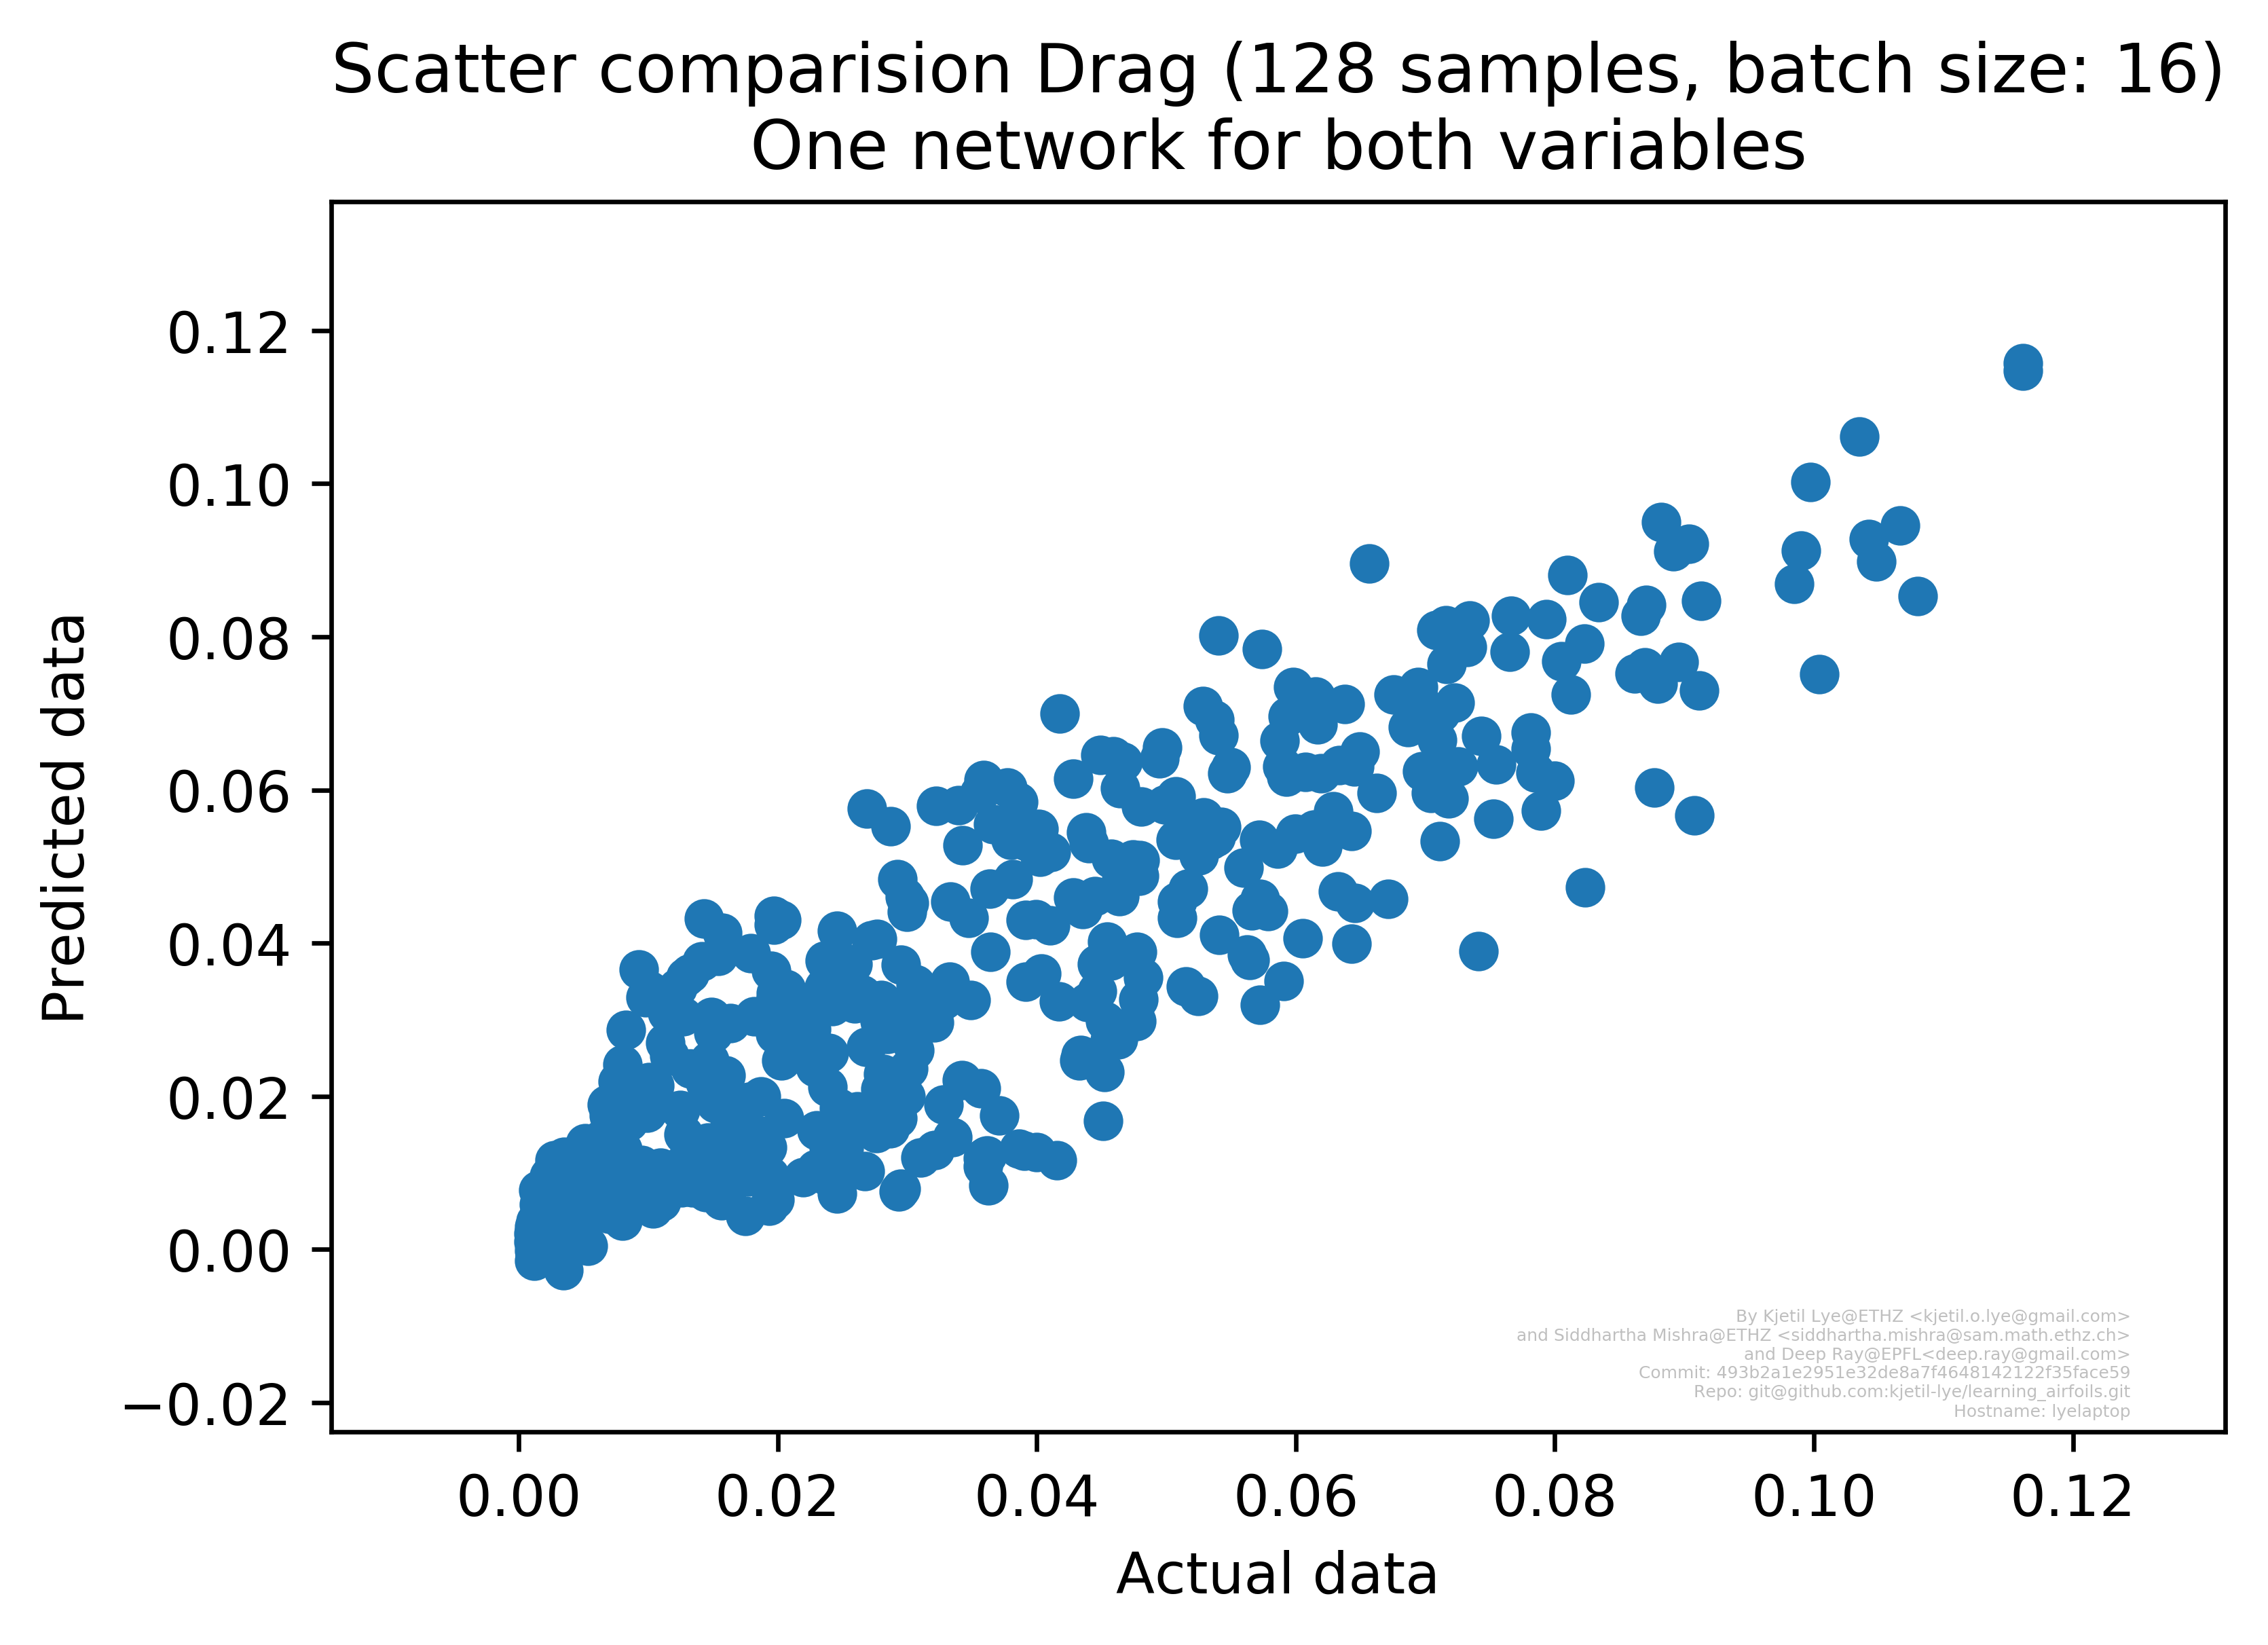 Scatter comparision Drag (128 samples, batch size: 16)
One network for both variables
0.12
0.10
0.08
0.06
0.04
0.02
0.00
−0.02
Predicted data
0.00 0.02 0.04 0.06 0.08 0.10 0.12
Actual data
By Kjetil Lye@ETHZ <kjetil.o.lye@gmail.com>
and Siddhartha Mishra@ETHZ <siddhartha.mishra@sam.math.ethz.ch>
and Deep Ray@EPFL<deep.ray@gmail.com>
Commit: 493b2a1e2951e32de8a7f4648142122f35face59
Repo: git@github.com:kjetil-lye/learning_airfoils.git
Hostname: lyelaptop